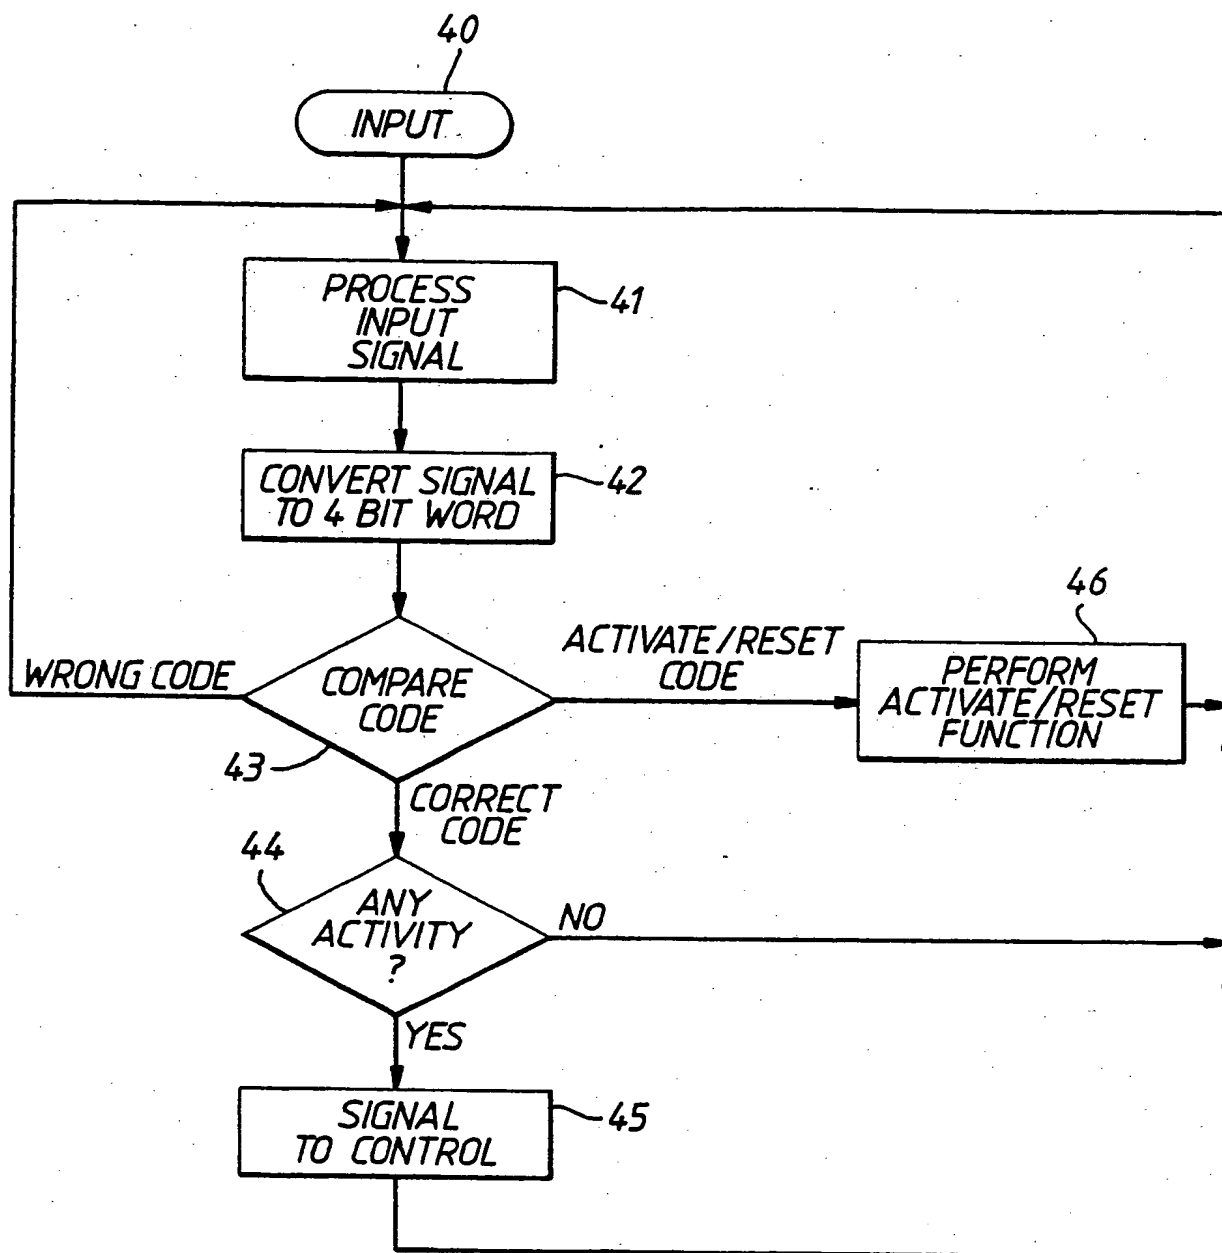 40
INPUT
PROCESS
INPUT
SIGNAL
41
CONVERT SIGNAL
TO 4 BIT WORD
42
WRONG CODE
COMPARE
CODE
43
ACTIVATE/RESET
CODE
46
PERFORM
ACTIVATE/RESET
FUNCTION
CORRECT
CODE
44
ANY
ACTIVITY
?
NO
YES
SIGNAL
TO CONTROL
45